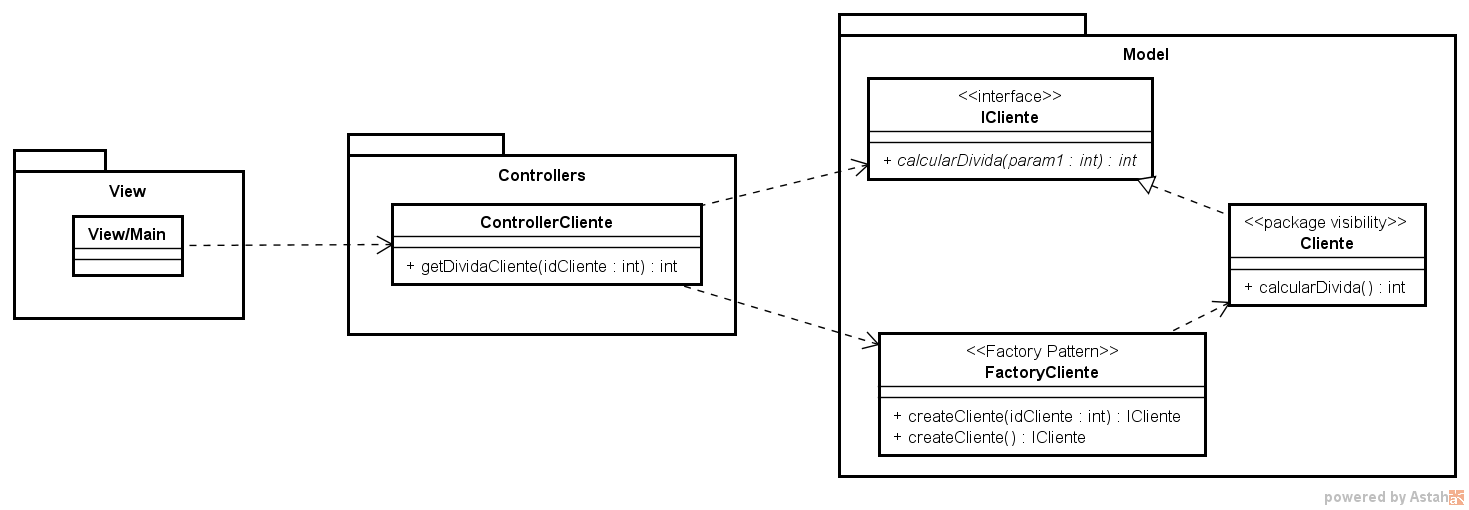 View
View/Main
Controllers
ControllerCliente
+ getDividaCliente(idCliente : int) : int
Model
<<interface>>
ICliente
+ calcularDivida(param1 : int) : int
<<package visibility>>
Cliente
+ calcularDivida() : int
<<Factory Pattern>>
FactoryCliente
+ createCliente(idCliente : int) : ICliente
+ createCliente() : ICliente
powered by Astah